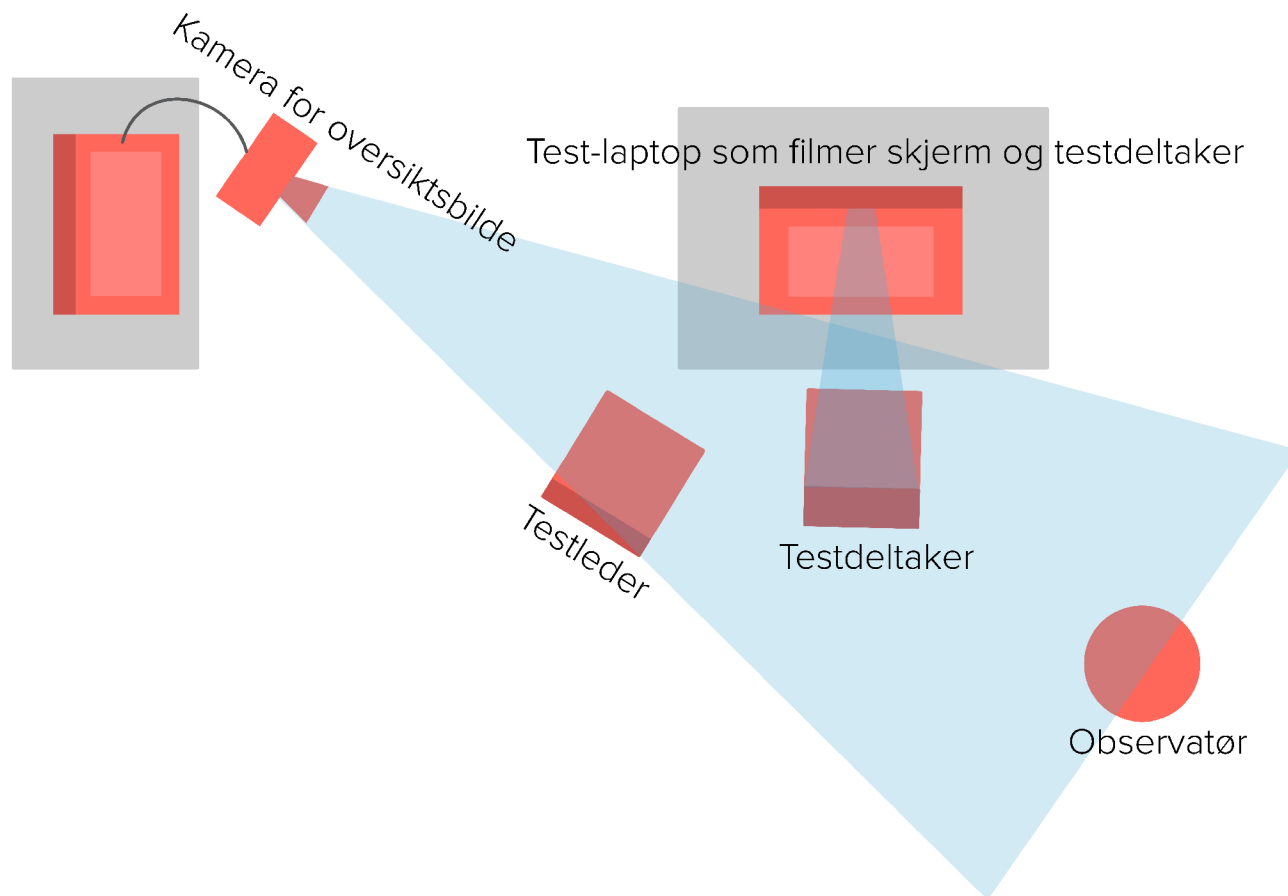 Kamera for oversiktsbilde
Test-laptop som filmer skjerm og testdeltaker
Testleder
Testdeltaker
Observatør